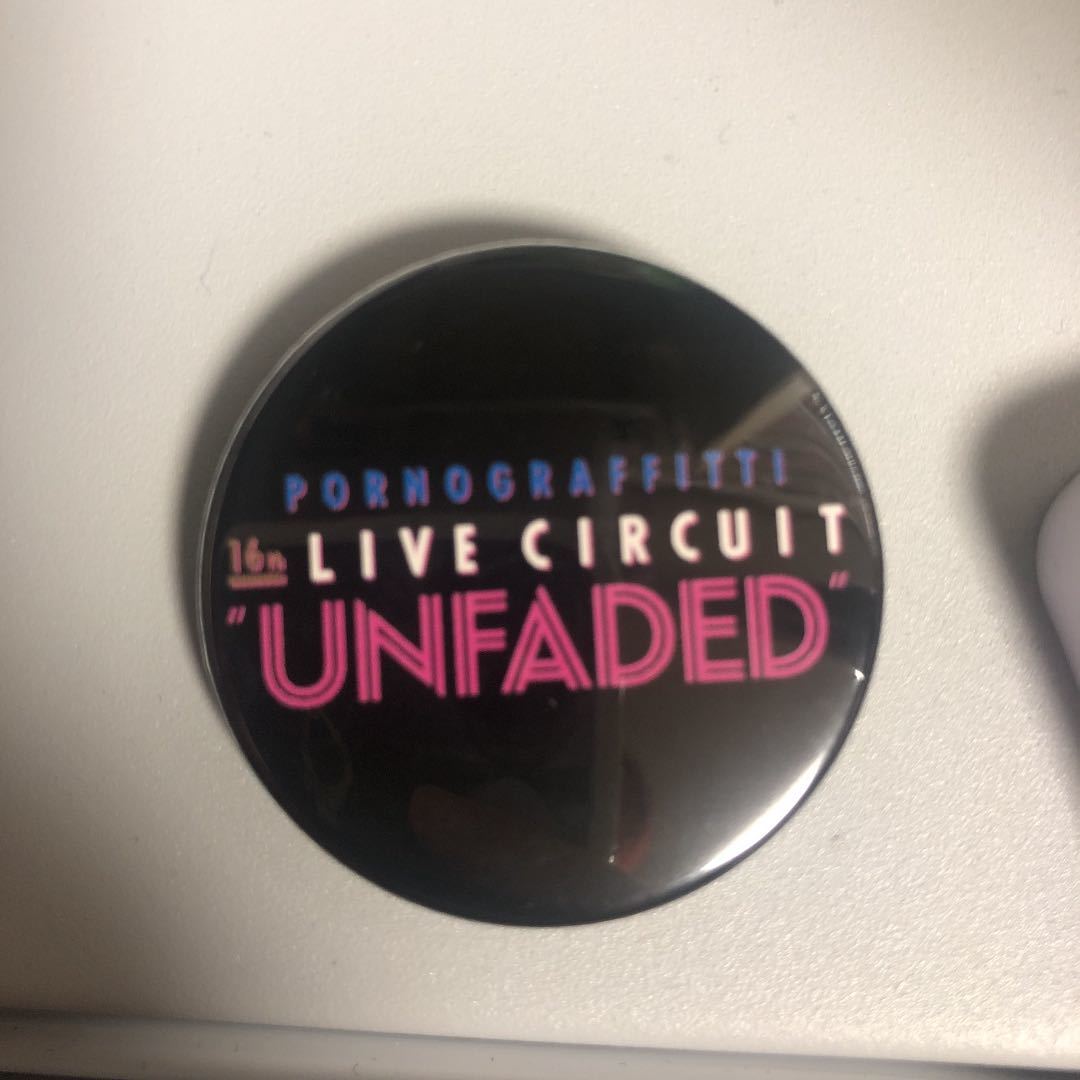 PORNOGRAFFITTI
16th LIVE CIRCUIT
"UNFADED"